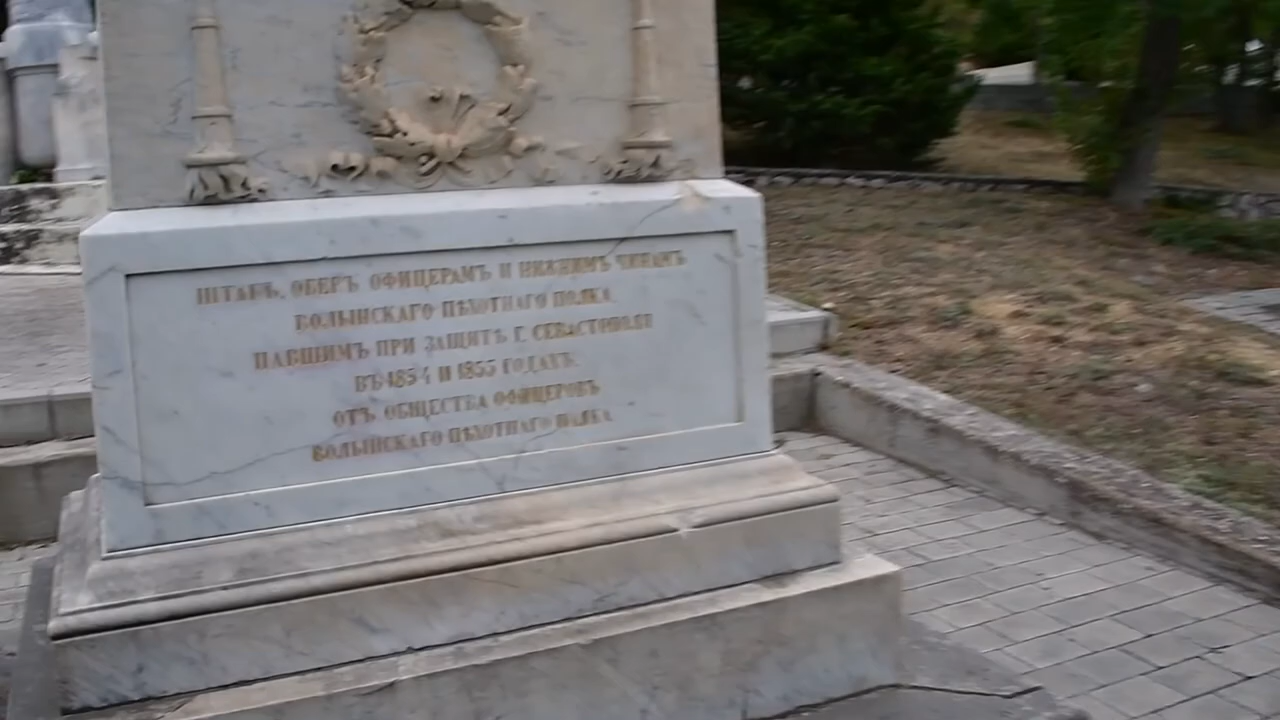 ШТАБЪ, ОБЕРЪ ОФИЦЕРАМЪ И НИЖНИМЪ ЧИНАМЪ
ВОЛЫНСКАГО ПѢХОТНАГО ПОЛКА,
ПАВШИМЪ ПРИ ЗАЩИТѢ Г. СЕВАСТОПОЛЯ
ВЪ 1854 И 1855 ГОДАХЪ.
ОТЪ ОБЩЕСТВА ОФИЦЕРОВЪ
ВОЛЫНСКАГО ПѢХОТНАГО ПОЛКА